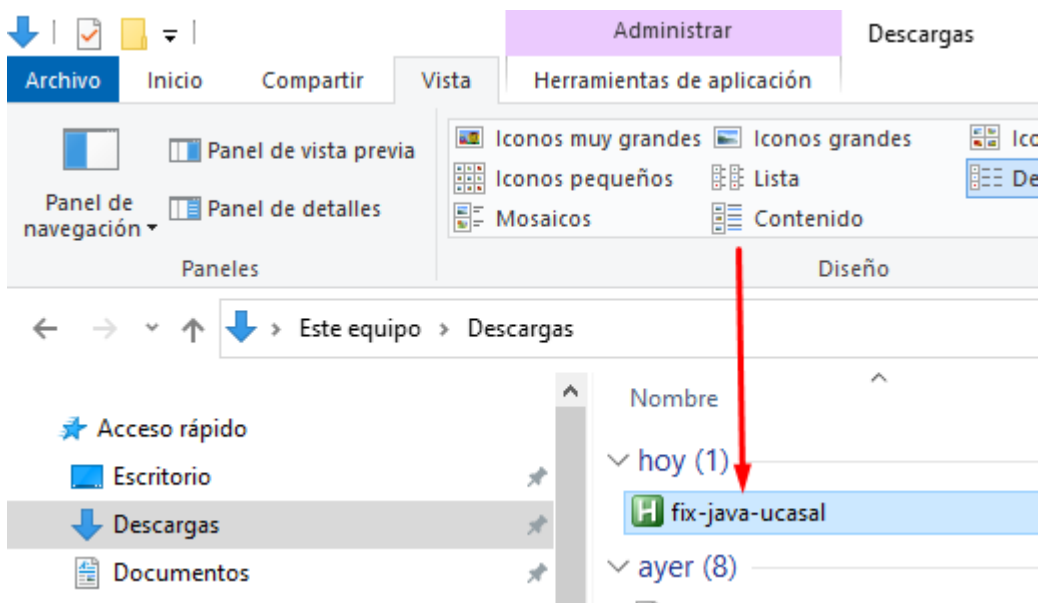 Administrar
Descargas
Archivo Inicio Compartir Vista Herramientas de aplicación
Panel de vista previa
Iconos muy grandes Iconos grandes
Iconos pequeños Lista
Panel de navegación
Panel de detalles
Mosaicos Contenido
Paneles Diseño
Este equipo > Descargas
Nombre
Acceso rápido
hoy (1)
Escritorio
fix-java-ucasal
Descargas
ayer (8)
Documentos